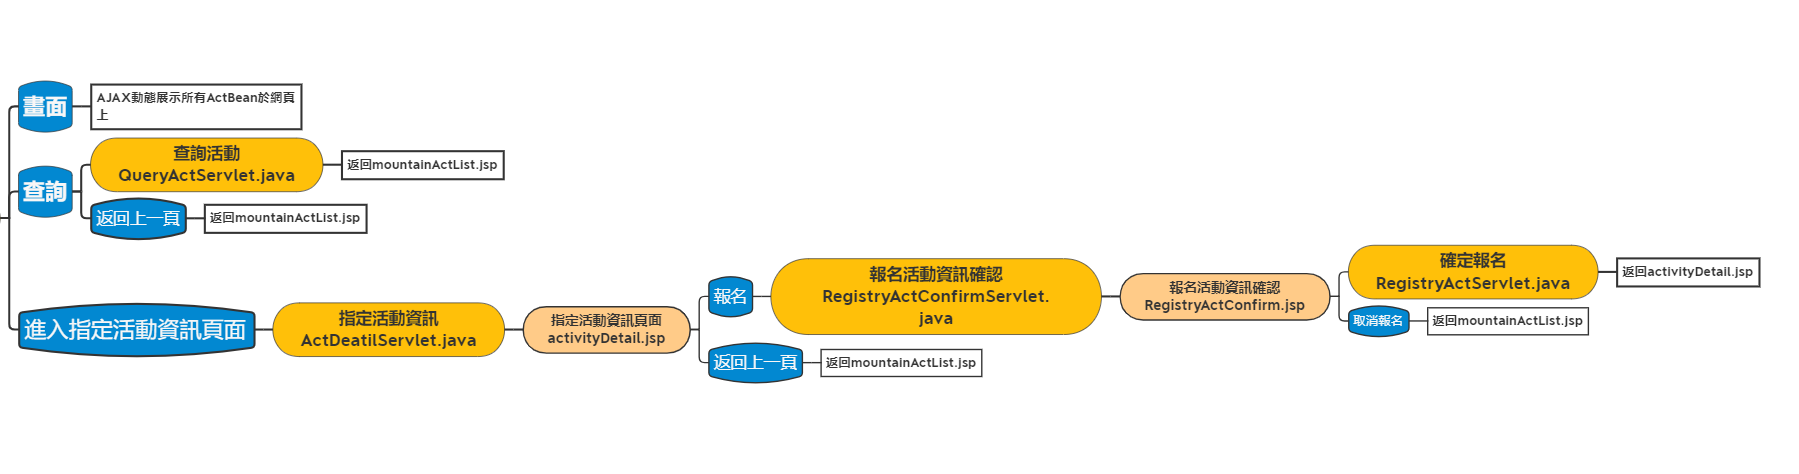 畫面
AJAX動態展示所有ActBean於網頁
上
查詢
查詢活動
QueryActServlet.java
返回mountainActList.jsp
返回上一頁
返回mountainActList.jsp
進入指定活動資訊頁面
指定活動資訊
ActDeatilServlet.java
指定活動資訊頁面
activityDetail.jsp
報名
報名活動資訊確認
RegistryActConfirmServlet.
java
報名活動資訊確認
RegistryActConfirm.jsp
確定報名
RegistryActServlet.java
返回activityDetail.jsp
取消報名
返回mountainActList.jsp
返回上一頁
返回mountainActList.jsp